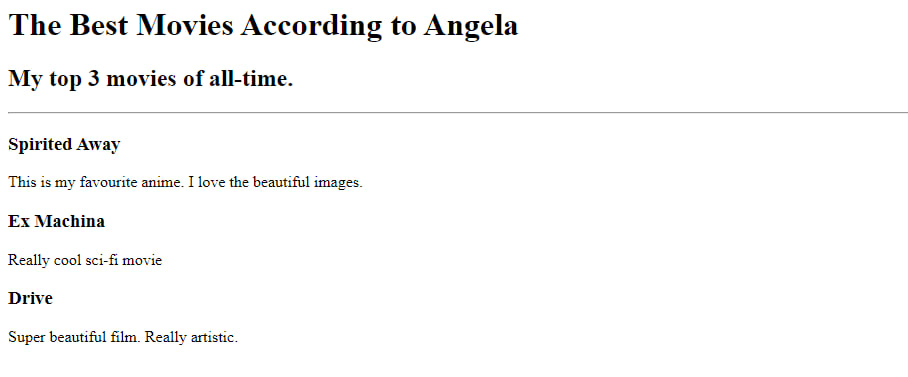 The Best Movies According to Angela
My top 3 movies of all-time.
Spirited Away
This is my favourite anime. I love the beautiful images.
Ex Machina
Really cool sci-fi movie
Drive
Super beautiful film. Really artistic.